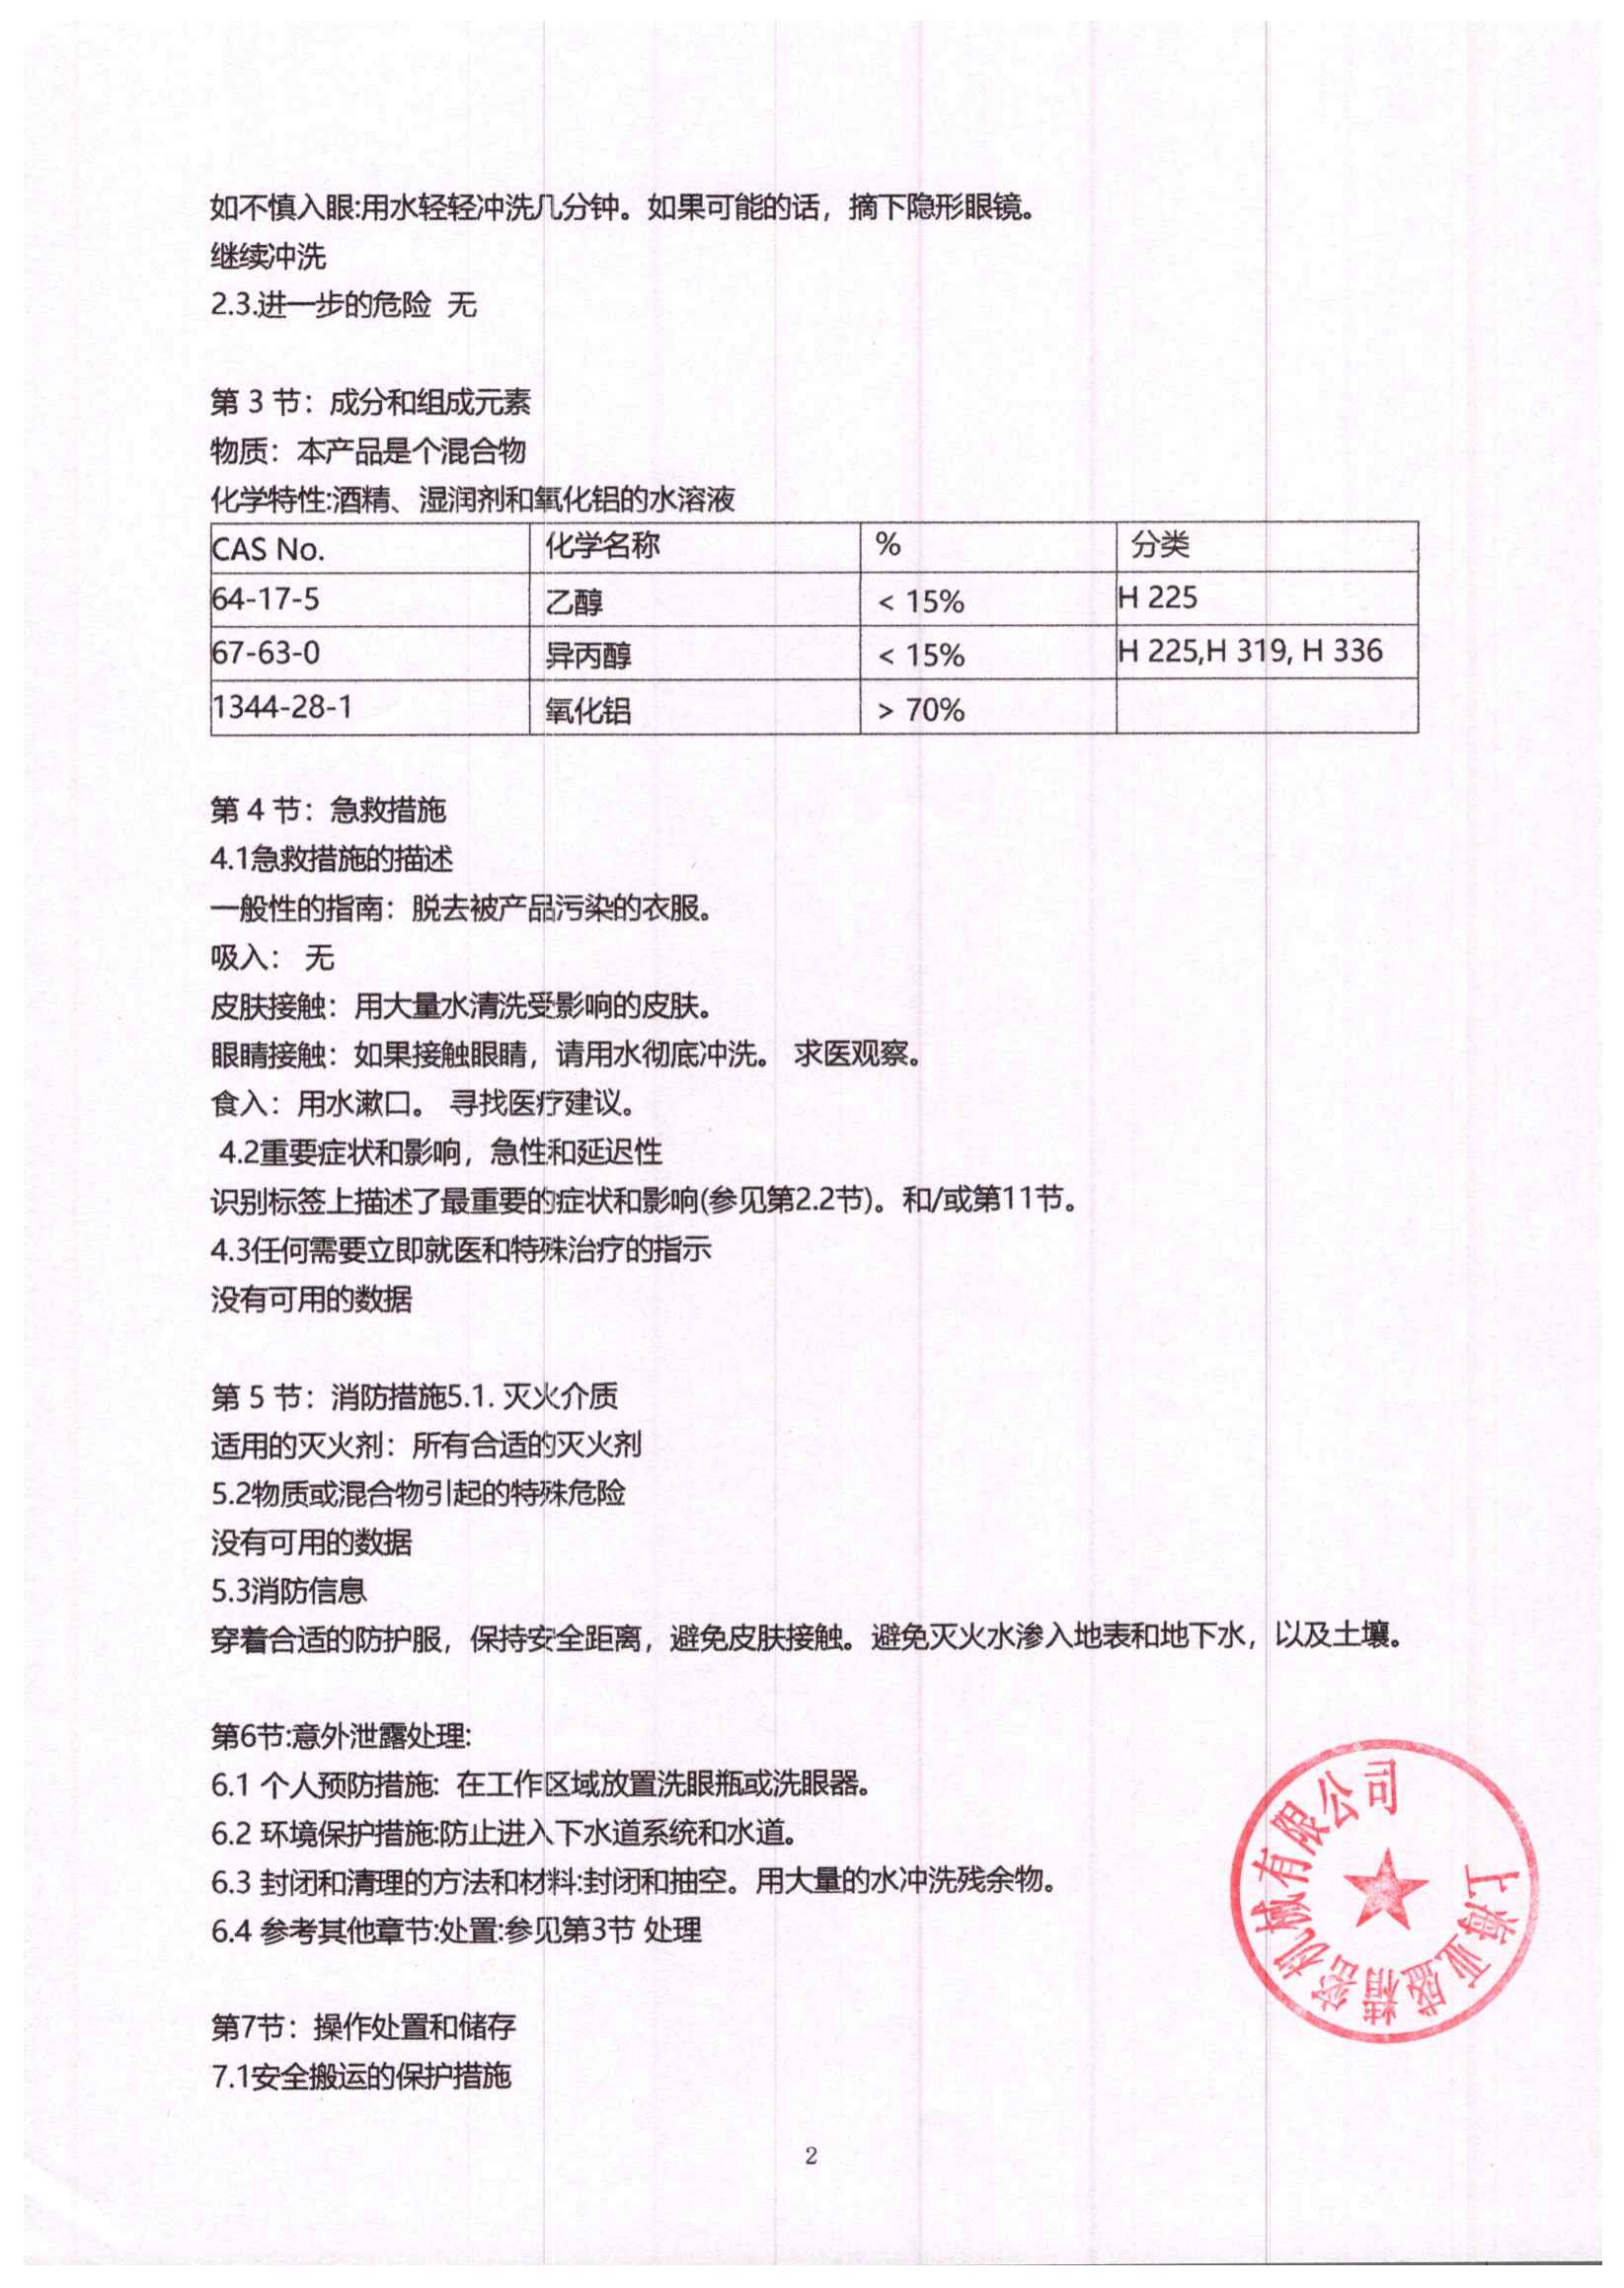 如不慎入眼:用水轻轻冲洗几分钟。如果可能的话，摘下隐形眼镜。
继续冲洗
2.3.进一步的危险 无
第 3 节：成分和组成元素
物质：本产品是个混合物
化学特性:酒精、湿润剂和氧化铝的水溶液
CAS No. 化学名称 % 分类
64-17-5 乙醇 < 15% H 225
67-63-0 异丙醇 < 15% H 225,H 319, H 336
1344-28-1 氧化铝 > 70%
第 4 节：急救措施
4.1急救措施的描述
一般性的指南：脱去被产品污染的衣服。
吸入： 无
皮肤接触：用大量水清洗受影响的皮肤。
眼睛接触：如果接触眼睛，请用水彻底冲洗。 求医观察。
食入：用水漱口。 寻找医疗建议。
4.2重要症状和影响，急性和延迟性
识别标签上描述了最重要的症状和影响(参见第2.2节)。和/或第11节。
4.3任何需要立即就医和特殊治疗的指示
没有可用的数据
第 5 节：消防措施5.1. 灭火介质
适用的灭火剂：所有合适的灭火剂
5.2物质或混合物引起的特殊危险
没有可用的数据
5.3消防信息
穿着合适的防护服，保持安全距离，避免皮肤接触。避免灭火水渗入地表和地下水，以及土壤。
第6节:意外泄露处理:
6.1 个人预防措施: 在工作区域放置洗眼瓶或洗眼器。
6.2 环境保护措施:防止进入下水道系统和水道。
6.3 封闭和清理的方法和材料:封闭和抽空。用大量的水冲洗残余物。
6.4 参考其他章节:处置:参见第3节 处理
上海亚盛精密机械有限公司
第7节：操作处置和储存
7.1安全搬运的保护措施
2